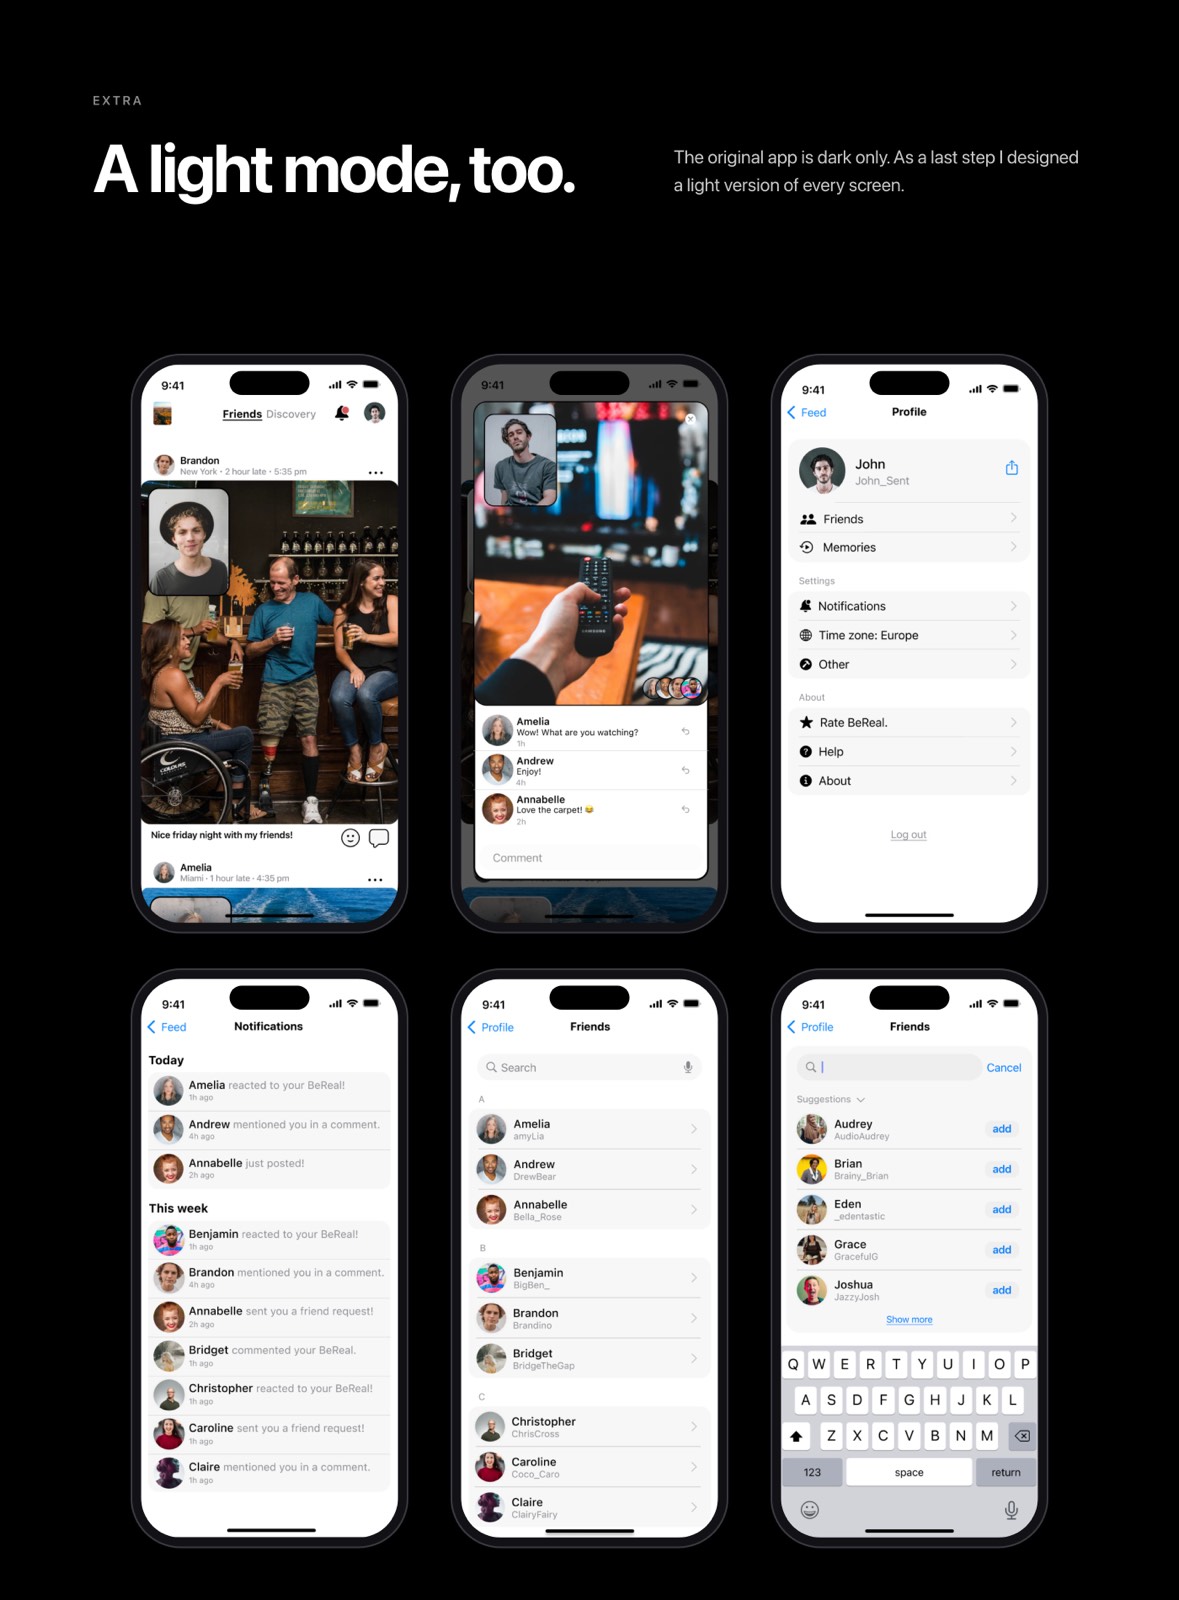 EXTRA
A light mode, too.
The original app is dark only. As a last step I designed
a light version of every screen.
9:41
Friends Discovery
Brandon
New York - 2 hour late - 5:35 pm
Nice friday night with my friends!
Amelia
Miami - 1 hour late - 4:35 pm
9:41
SAMSUNG
Amelia
Wow! What are you watching?
1h
Andrew
Enjoy!
4h
Annabelle
Love the carpet! 😂
2h
Comment
9:41
Feed
Profile
John
John_Sent
Friends
Memories
Settings
Notifications
Time zone: Europe
Other
About
Rate BeReal.
Help
About
Log out
9:41
Feed
Notifications
Today
Amelia reacted to your BeReal!
1h ago
Andrew mentioned you in a comment.
4h ago
Annabelle just posted!
2h ago
This week
Benjamin reacted to your BeReal!
1h ago
Brandon mentioned you in a comment.
4h ago
Annabelle sent you a friend request!
2h ago
Bridget commented your BeReal.
1h ago
Christopher reacted to your BeReal!
1h ago
Caroline sent you a friend request!
1h ago
Claire mentioned you in a comment.
1h ago
9:41
Profile
Friends
Search
A
Amelia
amyLia
Andrew
DrewBear
Annabelle
Bella_Rose
B
Benjamin
BigBen_
Brandon
Brandino
Bridget
BridgeTheGap
C
Christopher
ChrisCross
Caroline
Coco_Caro
Claire
ClairyFairy
9:41
Profile
Friends
Cancel
Suggestions
Audrey
AudioAudrey
add
Brian
Brainy_Brian
add
Eden
_edentastic
add
Grace
GracefulG
add
Joshua
JazzyJosh
add
Show more
Q W E R T Y U I O P
A S D F G H J K L
Z X C V B N M
123 space return